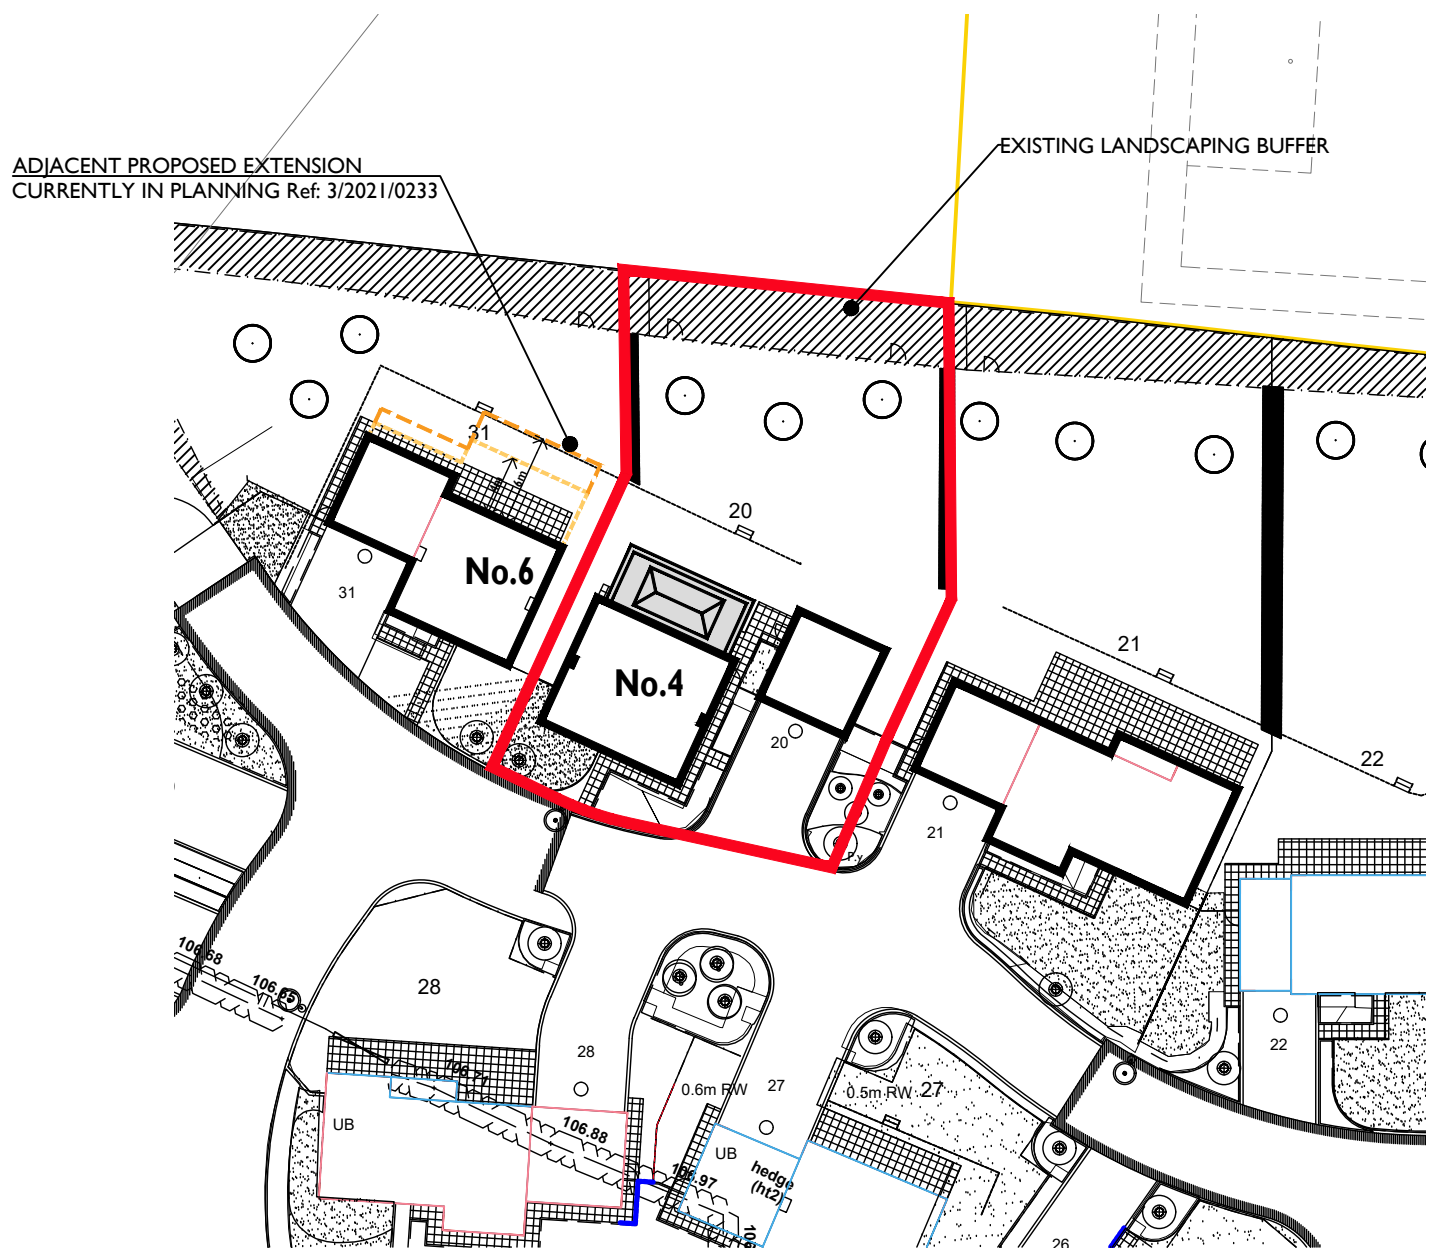 EXISTING LANDSCAPING BUFFER
ADJACENT PROPOSED EXTENSION
CURRENTLY IN PLANNING Ref: 3/2021/0233
31
6m
20
No.6
31
No.4
21
20
22
21
P.y
106.68
106.65
28
28
22
106.71
0.6m RW
27
0.5m RW
27
UB
106.88
UB
106.97
hedge
(ht2)
26